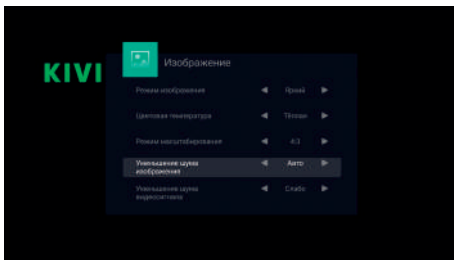 KIVI
Изображение
Режим изображения
Яркий
Цветовая температура
Тёплая
Режим масштабирования
4:3
Уменьшение шума
изображения
Авто
Уменьшение шума
видеосигнала
Слабо